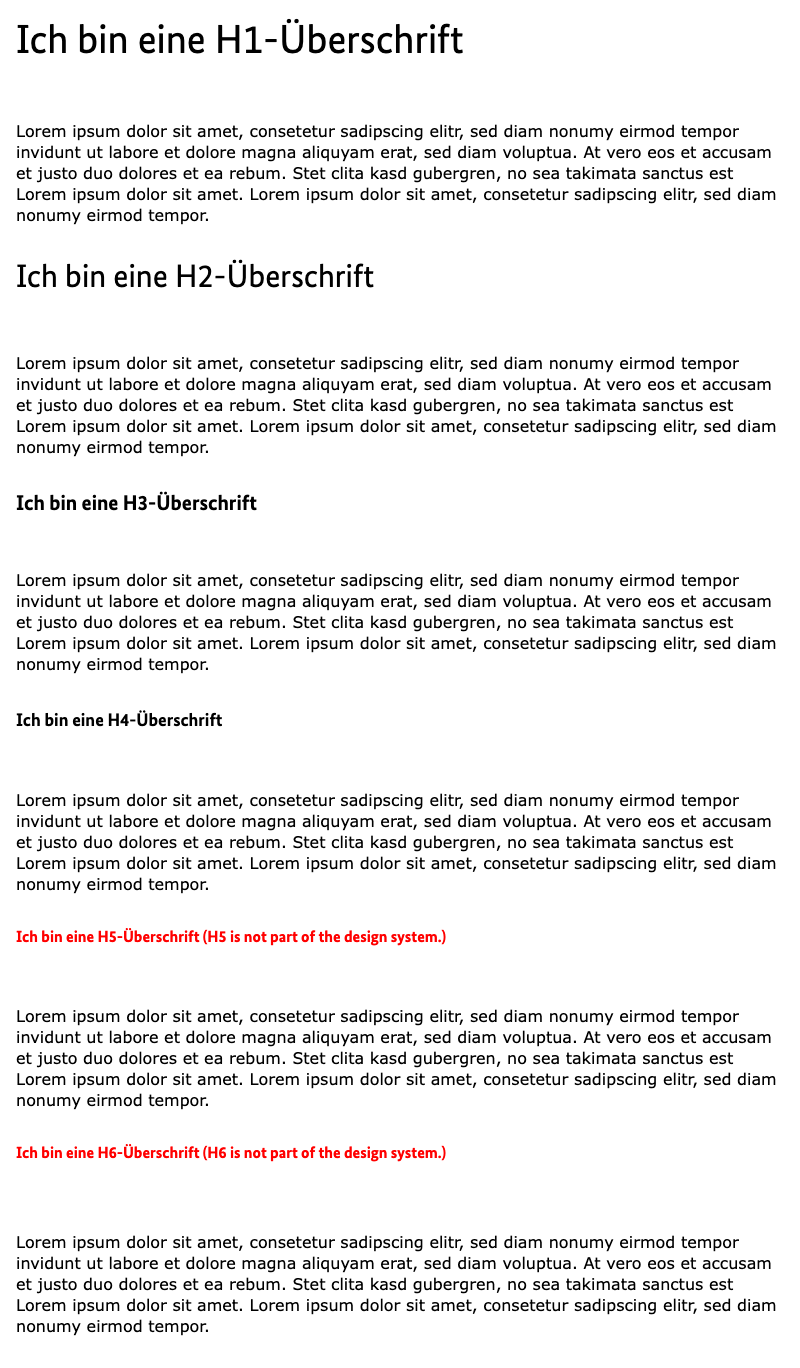 Ich bin eine H1-Überschrift
Lorem ipsum dolor sit amet, consetetur sadipscing elitr, sed diam nonumy eirmod tempor
invidunt ut labore et dolore magna aliquyam erat, sed diam voluptua. At vero eos et accusam
et justo duo dolores et ea rebum. Stet clita kasd gubergren, no sea takimata sanctus est
Lorem ipsum dolor sit amet. Lorem ipsum dolor sit amet, consetetur sadipscing elitr, sed diam
nonumy eirmod tempor.
Ich bin eine H2-Überschrift
Lorem ipsum dolor sit amet, consetetur sadipscing elitr, sed diam nonumy eirmod tempor
invidunt ut labore et dolore magna aliquyam erat, sed diam voluptua. At vero eos et accusam
et justo duo dolores et ea rebum. Stet clita kasd gubergren, no sea takimata sanctus est
Lorem ipsum dolor sit amet. Lorem ipsum dolor sit amet, consetetur sadipscing elitr, sed diam
nonumy eirmod tempor.
Ich bin eine H3-Überschrift
Lorem ipsum dolor sit amet, consetetur sadipscing elitr, sed diam nonumy eirmod tempor
invidunt ut labore et dolore magna aliquyam erat, sed diam voluptua. At vero eos et accusam
et justo duo dolores et ea rebum. Stet clita kasd gubergren, no sea takimata sanctus est
Lorem ipsum dolor sit amet. Lorem ipsum dolor sit amet, consetetur sadipscing elitr, sed diam
nonumy eirmod tempor.
Ich bin eine H4-Überschrift
Lorem ipsum dolor sit amet, consetetur sadipscing elitr, sed diam nonumy eirmod tempor
invidunt ut labore et dolore magna aliquyam erat, sed diam voluptua. At vero eos et accusam
et justo duo dolores et ea rebum. Stet clita kasd gubergren, no sea takimata sanctus est
Lorem ipsum dolor sit amet. Lorem ipsum dolor sit amet, consetetur sadipscing elitr, sed diam
nonumy eirmod tempor.
Ich bin eine H5-Überschrift (H5 is not part of the design system.)
Lorem ipsum dolor sit amet, consetetur sadipscing elitr, sed diam nonumy eirmod tempor
invidunt ut labore et dolore magna aliquyam erat, sed diam voluptua. At vero eos et accusam
et justo duo dolores et ea rebum. Stet clita kasd gubergren, no sea takimata sanctus est
Lorem ipsum dolor sit amet. Lorem ipsum dolor sit amet, consetetur sadipscing elitr, sed diam
nonumy eirmod tempor.
Ich bin eine H6-Überschrift (H6 is not part of the design system.)
Lorem ipsum dolor sit amet, consetetur sadipscing elitr, sed diam nonumy eirmod tempor
invidunt ut labore et dolore magna aliquyam erat, sed diam voluptua. At vero eos et accusam
et justo duo dolores et ea rebum. Stet clita kasd gubergren, no sea takimata sanctus est
Lorem ipsum dolor sit amet. Lorem ipsum dolor sit amet, consetetur sadipscing elitr, sed diam
nonumy eirmod tempor.